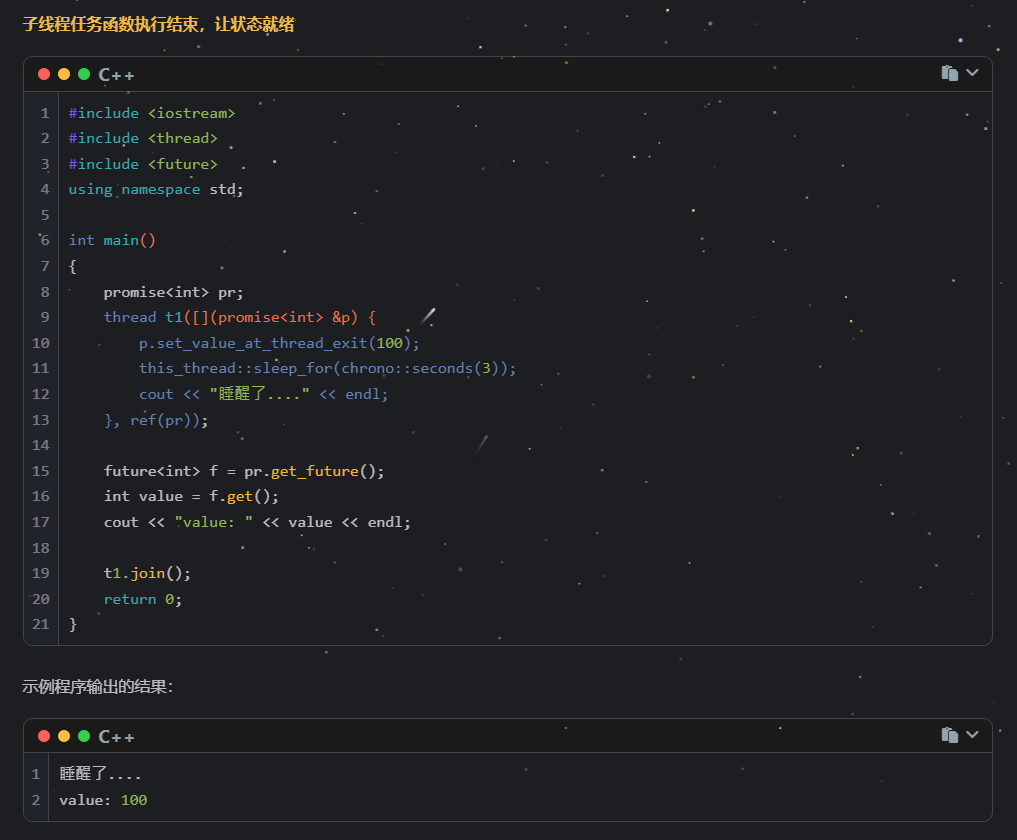 子线程任务函数执行结束，让状态就绪
C++
1 #include <iostream>
2 #include <thread>
3 #include <future>
4 using namespace std;
5
6 int main()
7 {
8     promise<int> pr;
9     thread t1([](promise<int> &p) {
10         p.set_value_at_thread_exit(100);
11         this_thread::sleep_for(chrono::seconds(3));
12         cout << "睡醒了...." << endl;
13     }, ref(pr));
14
15     future<int> f = pr.get_future();
16     int value = f.get();
17     cout << "value: " << value << endl;
18
19     t1.join();
20     return 0;
21 }
示例程序输出的结果：
C++
1 睡醒了....
2 value: 100